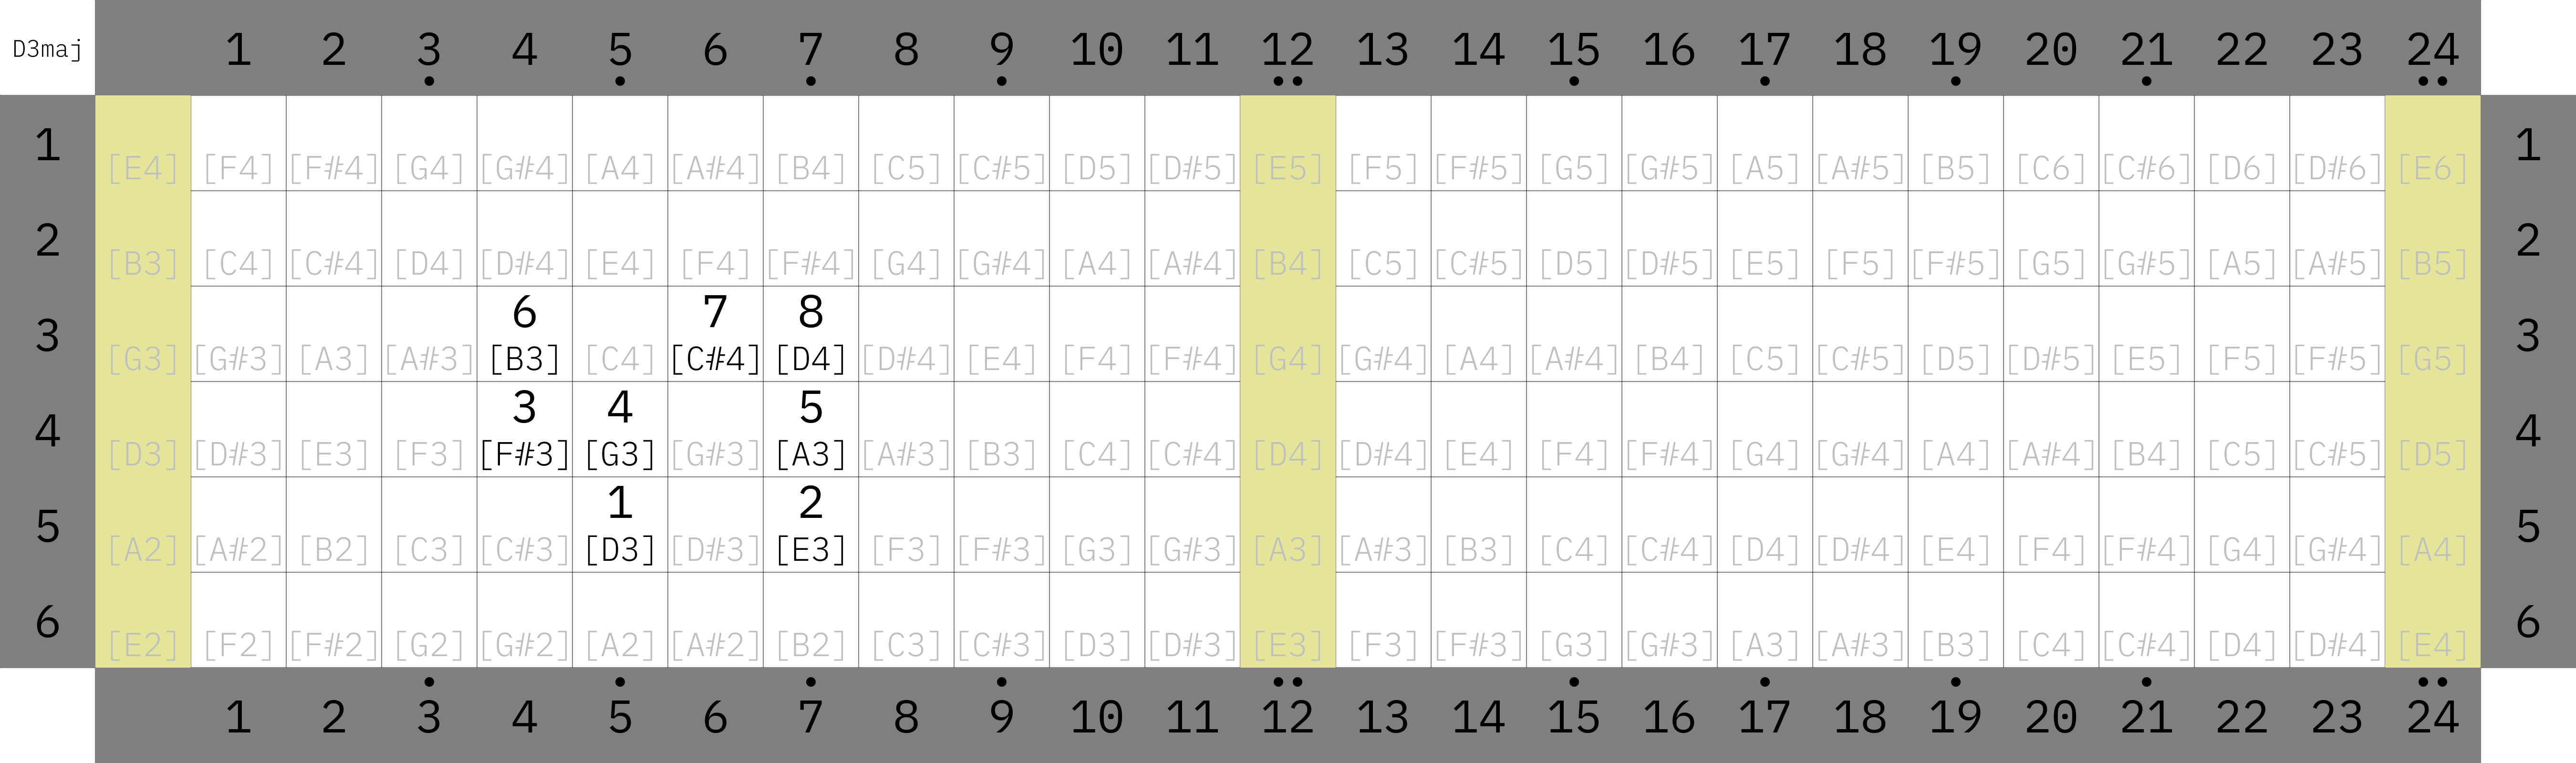 D3maj 1 2 3 4 5 6 7 8 9 10 11 12 13 14 15 16 17 18 19 20 21 22 23 24
1 [E4] [F4] [F#4] [G4] [G#4] [A4] [A#4] [B4] [C5] [C#5] [D5] [D#5] [E5] [F5] [F#5] [G5] [G#5] [A5] [A#5] [B5] [C6] [C#6] [D6] [D#6] [E6] 1
2 [B3] [C4] [C#4] [D4] [D#4] [E4] [F4] [F#4] [G4] [G#4] [A4] [A#4] [B4] [C5] [C#5] [D5] [D#5] [E5] [F5] [F#5] [G5] [G#5] [A5] [A#5] [B5] 2
6 7 8
3 [G3] [G#3] [A3] [A#3] [B3] [C4] [C#4] [D4] [D#4] [E4] [F4] [F#4] [G4] [G#4] [A4] [A#4] [B4] [C5] [C#5] [D5] [D#5] [E5] [F5] [F#5] [G5] 3
3 4 5
4 [D3] [D#3] [E3] [F3] [F#3] [G3] [G#3] [A3] [A#3] [B3] [C4] [C#4] [D4] [D#4] [E4] [F4] [F#4] [G4] [G#4] [A4] [A#4] [B4] [C5] [C#5] [D5] 4
1 2
5 [A2] [A#2] [B2] [C3] [C#3] [D3] [D#3] [E3] [F3] [F#3] [G3] [G#3] [A3] [A#3] [B3] [C4] [C#4] [D4] [D#4] [E4] [F4] [F#4] [G4] [G#4] [A4] 5
6 [E2] [F2] [F#2] [G2] [G#2] [A2] [A#2] [B2] [C3] [C#3] [D3] [D#3] [E3] [F3] [F#3] [G3] [G#3] [A3] [A#3] [B3] [C4] [C#4] [D4] [D#4] [E4] 6
1 2 3 4 5 6 7 8 9 10 11 12 13 14 15 16 17 18 19 20 21 22 23 24